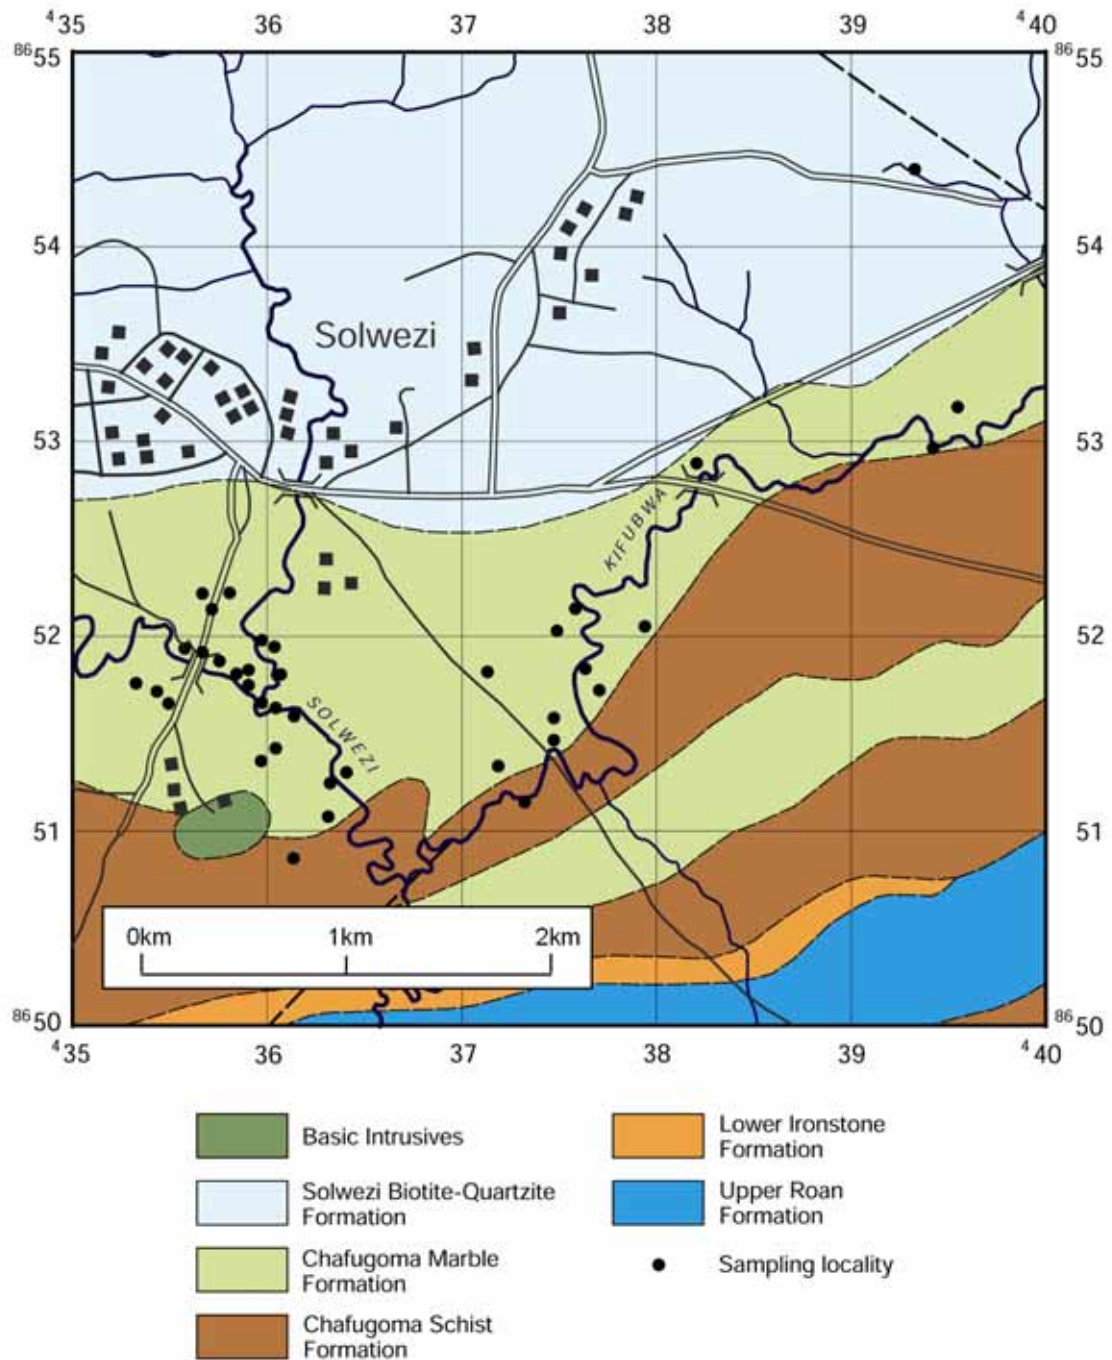 4 35 36 37 38 39 4 40
86 55 86 55
54 54
Solwezi
53 53
KIFUBWA
52 52
SOLWEZI
51 51
0km 1km 2km
86 50 86 50
4 35 36 37 38 39 4 40
Basic Intrusives
Solwezi Biotite-Quartzite
Formation
Chafugoma Marble
Formation
Chafugoma Schist
Formation
Lower Ironstone
Formation
Upper Roan
Formation
Sampling locality